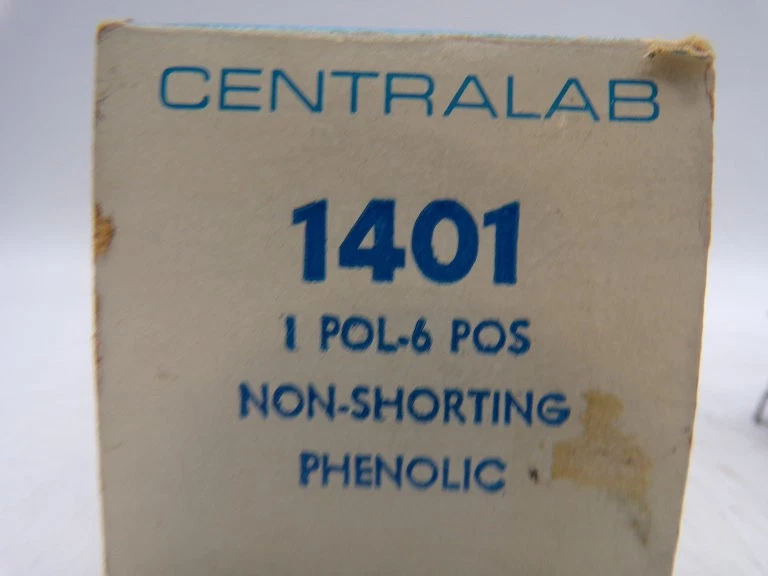 CENTRALAB
1401
1 POL-6 POS
NON-SHORTING
PHENOLIC